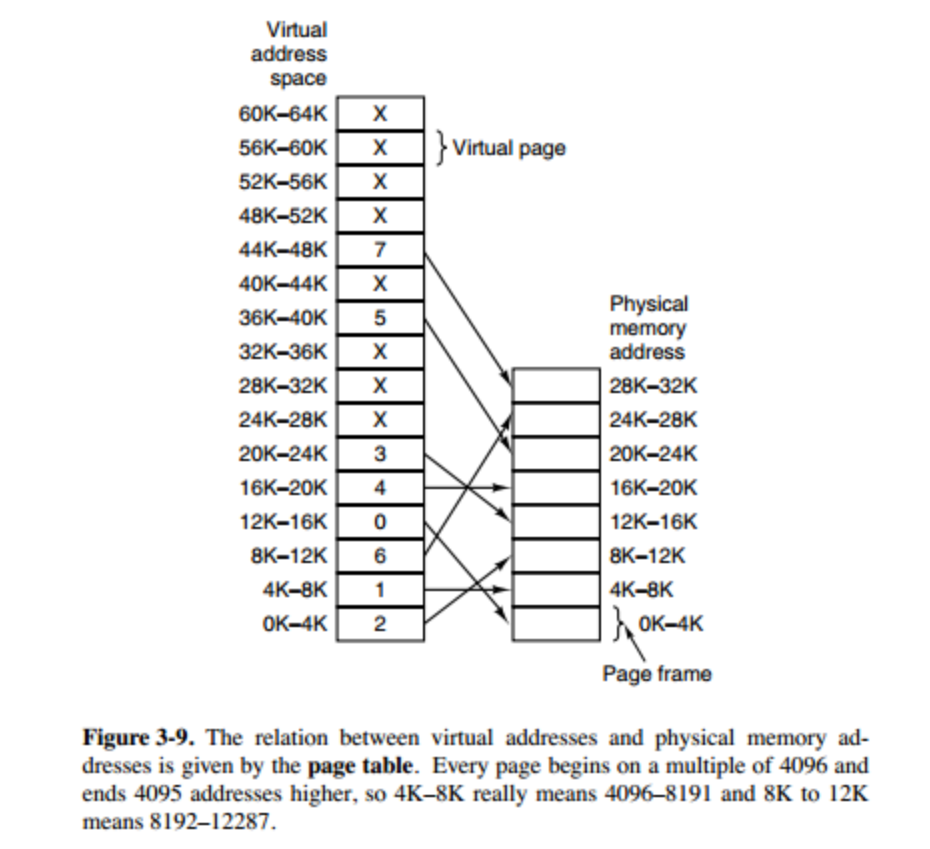 Virtual
address
space
60K–64K X
56K–60K X } Virtual page
52K–56K X
48K–52K X
44K–48K 7
40K–44K X
36K–40K 5
32K–36K X
28K–32K X
24K–28K X
20K–24K 3
16K–20K 4
12K–16K 0
8K–12K 6
4K–8K 1
0K–4K 2
Physical
memory
address
28K–32K
24K–28K
20K–24K
16K–20K
12K–16K
8K–12K
4K–8K
} 0K–4K
Page frame
Figure 3-9. The relation between virtual addresses and physical memory ad-
dresses is given by the page table. Every page begins on a multiple of 4096 and
ends 4095 addresses higher, so 4K–8K really means 4096–8191 and 8K to 12K
means 8192–12287.